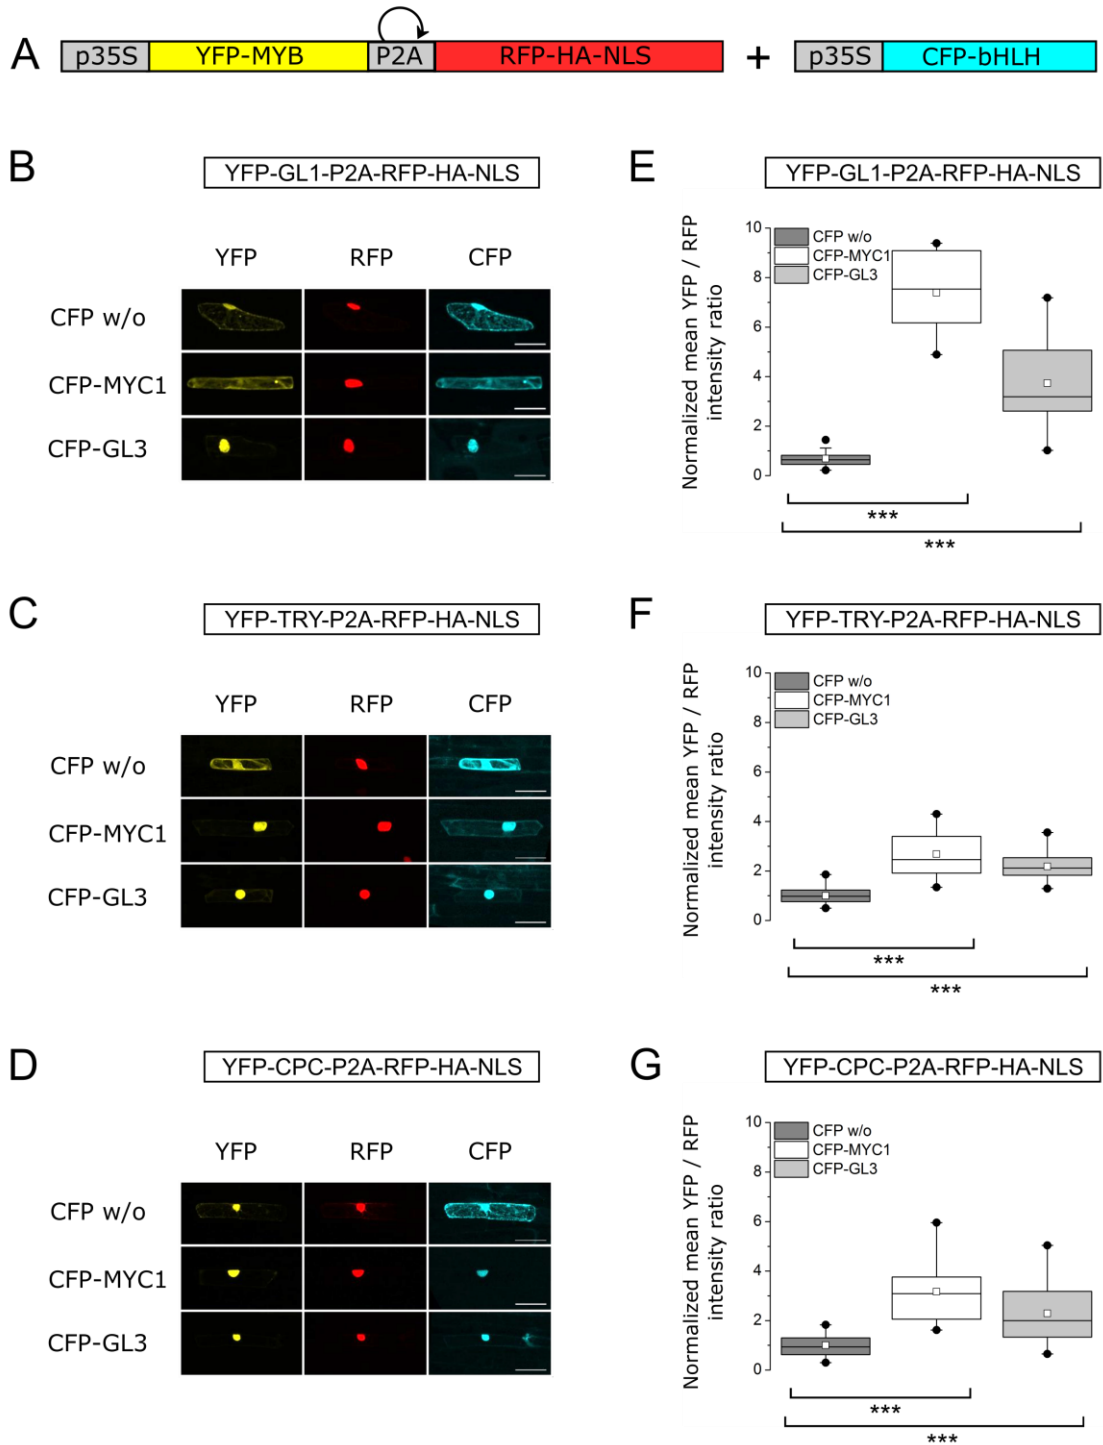 A p35S YFP-MYB P2A RFP-HA-NLS + p35S CFP-bHLH
B YFP-GL1-P2A-RFP-HA-NLS
YFP RFP CFP
CFP w/o
CFP-MYC1
CFP-GL3
E YFP-GL1-P2A-RFP-HA-NLS
Normalized mean YFP / RFP
intensity ratio
10
8
6
4
2
0
CFP w/o
CFP-MYC1
CFP-GL3
***
***
C YFP-TRY-P2A-RFP-HA-NLS
YFP RFP CFP
CFP w/o
CFP-MYC1
CFP-GL3
F YFP-TRY-P2A-RFP-HA-NLS
Normalized mean YFP / RFP
intensity ratio
10
8
6
4
2
0
CFP w/o
CFP-MYC1
CFP-GL3
***
***
D YFP-CPC-P2A-RFP-HA-NLS
YFP RFP CFP
CFP w/o
CFP-MYC1
CFP-GL3
G YFP-CPC-P2A-RFP-HA-NLS
Normalized mean YFP / RFP
intensity ratio
10
8
6
4
2
0
CFP w/o
CFP-MYC1
CFP-GL3
***
***